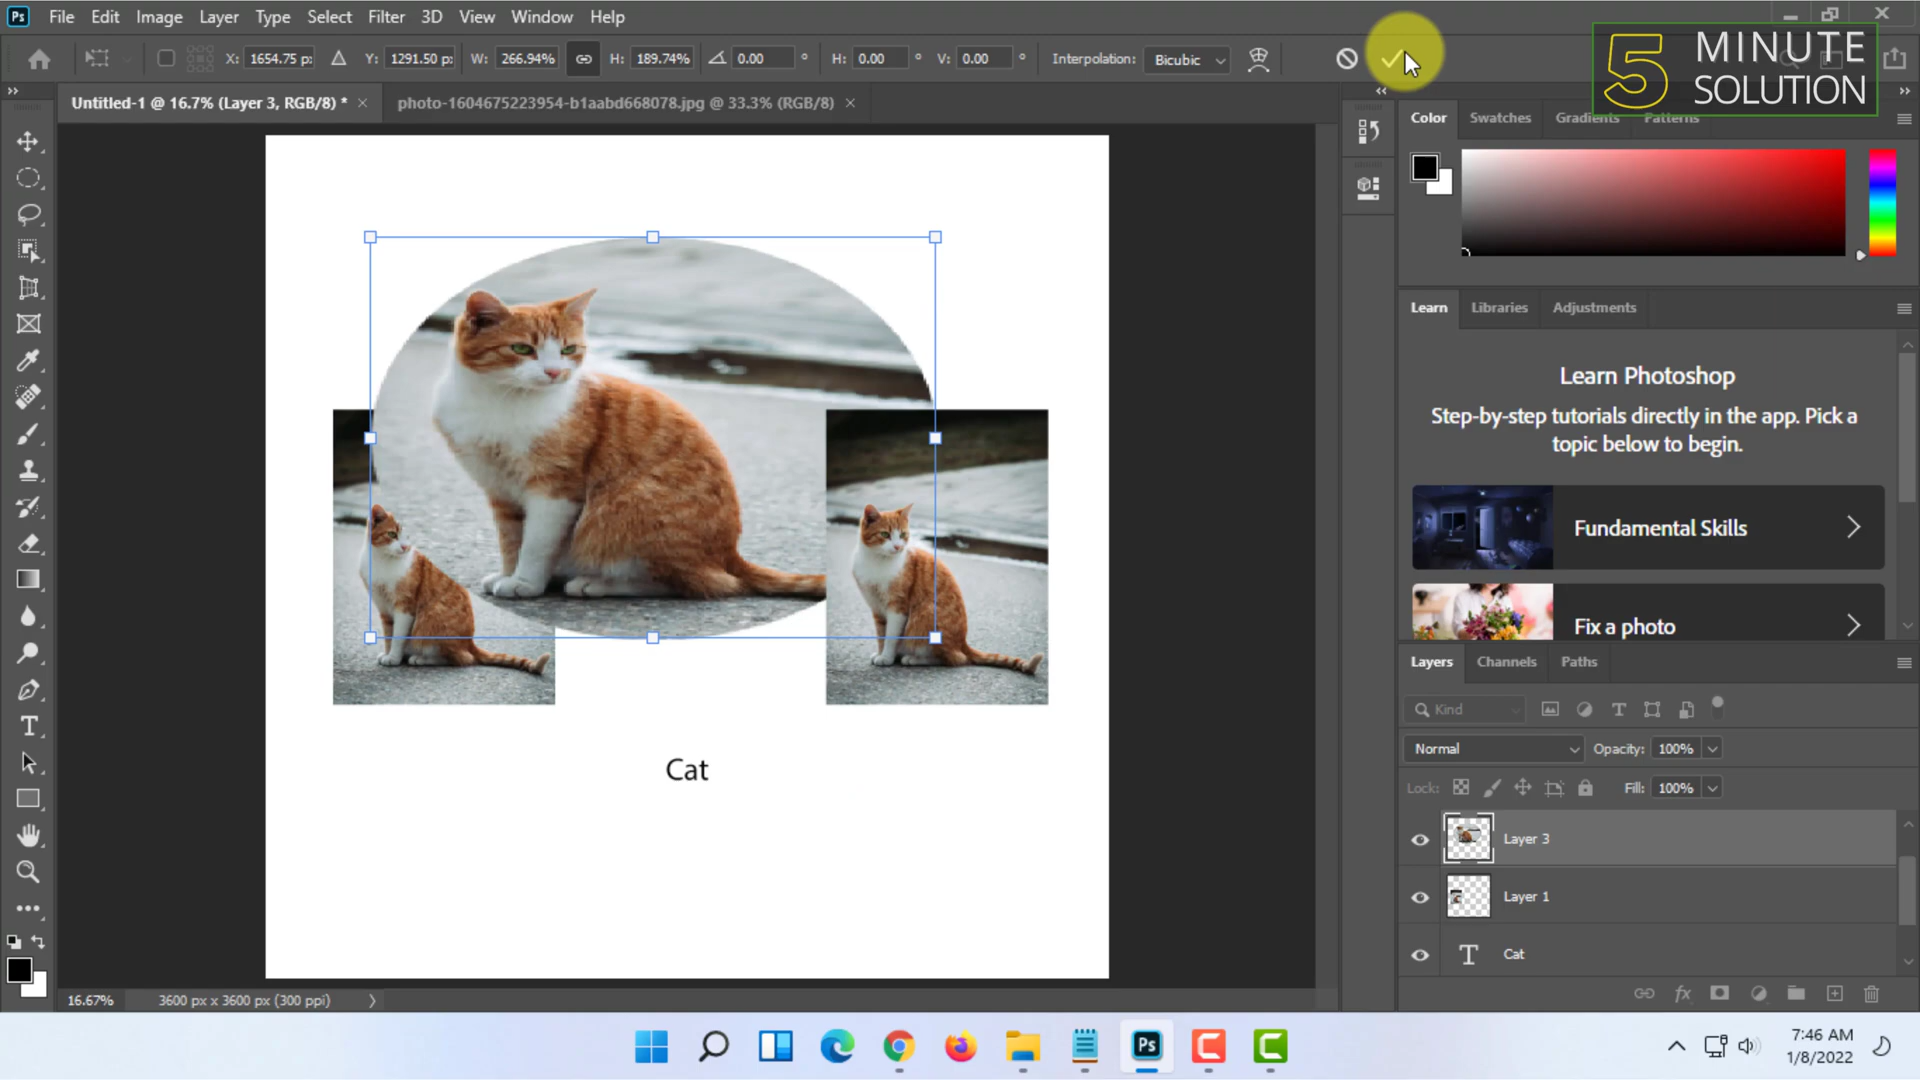 Ps File Edit Image Layer Type Select Filter 3D View Window Help
X: 1654.75 p: Y: 1291.50 p: W: 266.94% H: 189.74% 0.00 ° H: 0.00 ° V: 0.00 ° Interpolation: Bicubic
5 MINUTE
SOLUTION
Untitled-1 @ 16.7% (Layer 3, RGB/8) * photo-1604675223954-b1aabd668078.jpg @ 33.3% (RGB/8)
Color Swatches Gradients Patterns
Learn Libraries Adjustments
Learn Photoshop
Step-by-step tutorials directly in the app. Pick a
topic below to begin.
Fundamental Skills
Fix a photo
Cat
Layers Channels Paths
Kind
Normal Opacity: 100%
Lock: Fill: 100%
Layer 3
Layer 1
T Cat
16.67% 3600 px x 3600 px (300 ppi)
fx
Ps
7:46 AM
1/8/2022